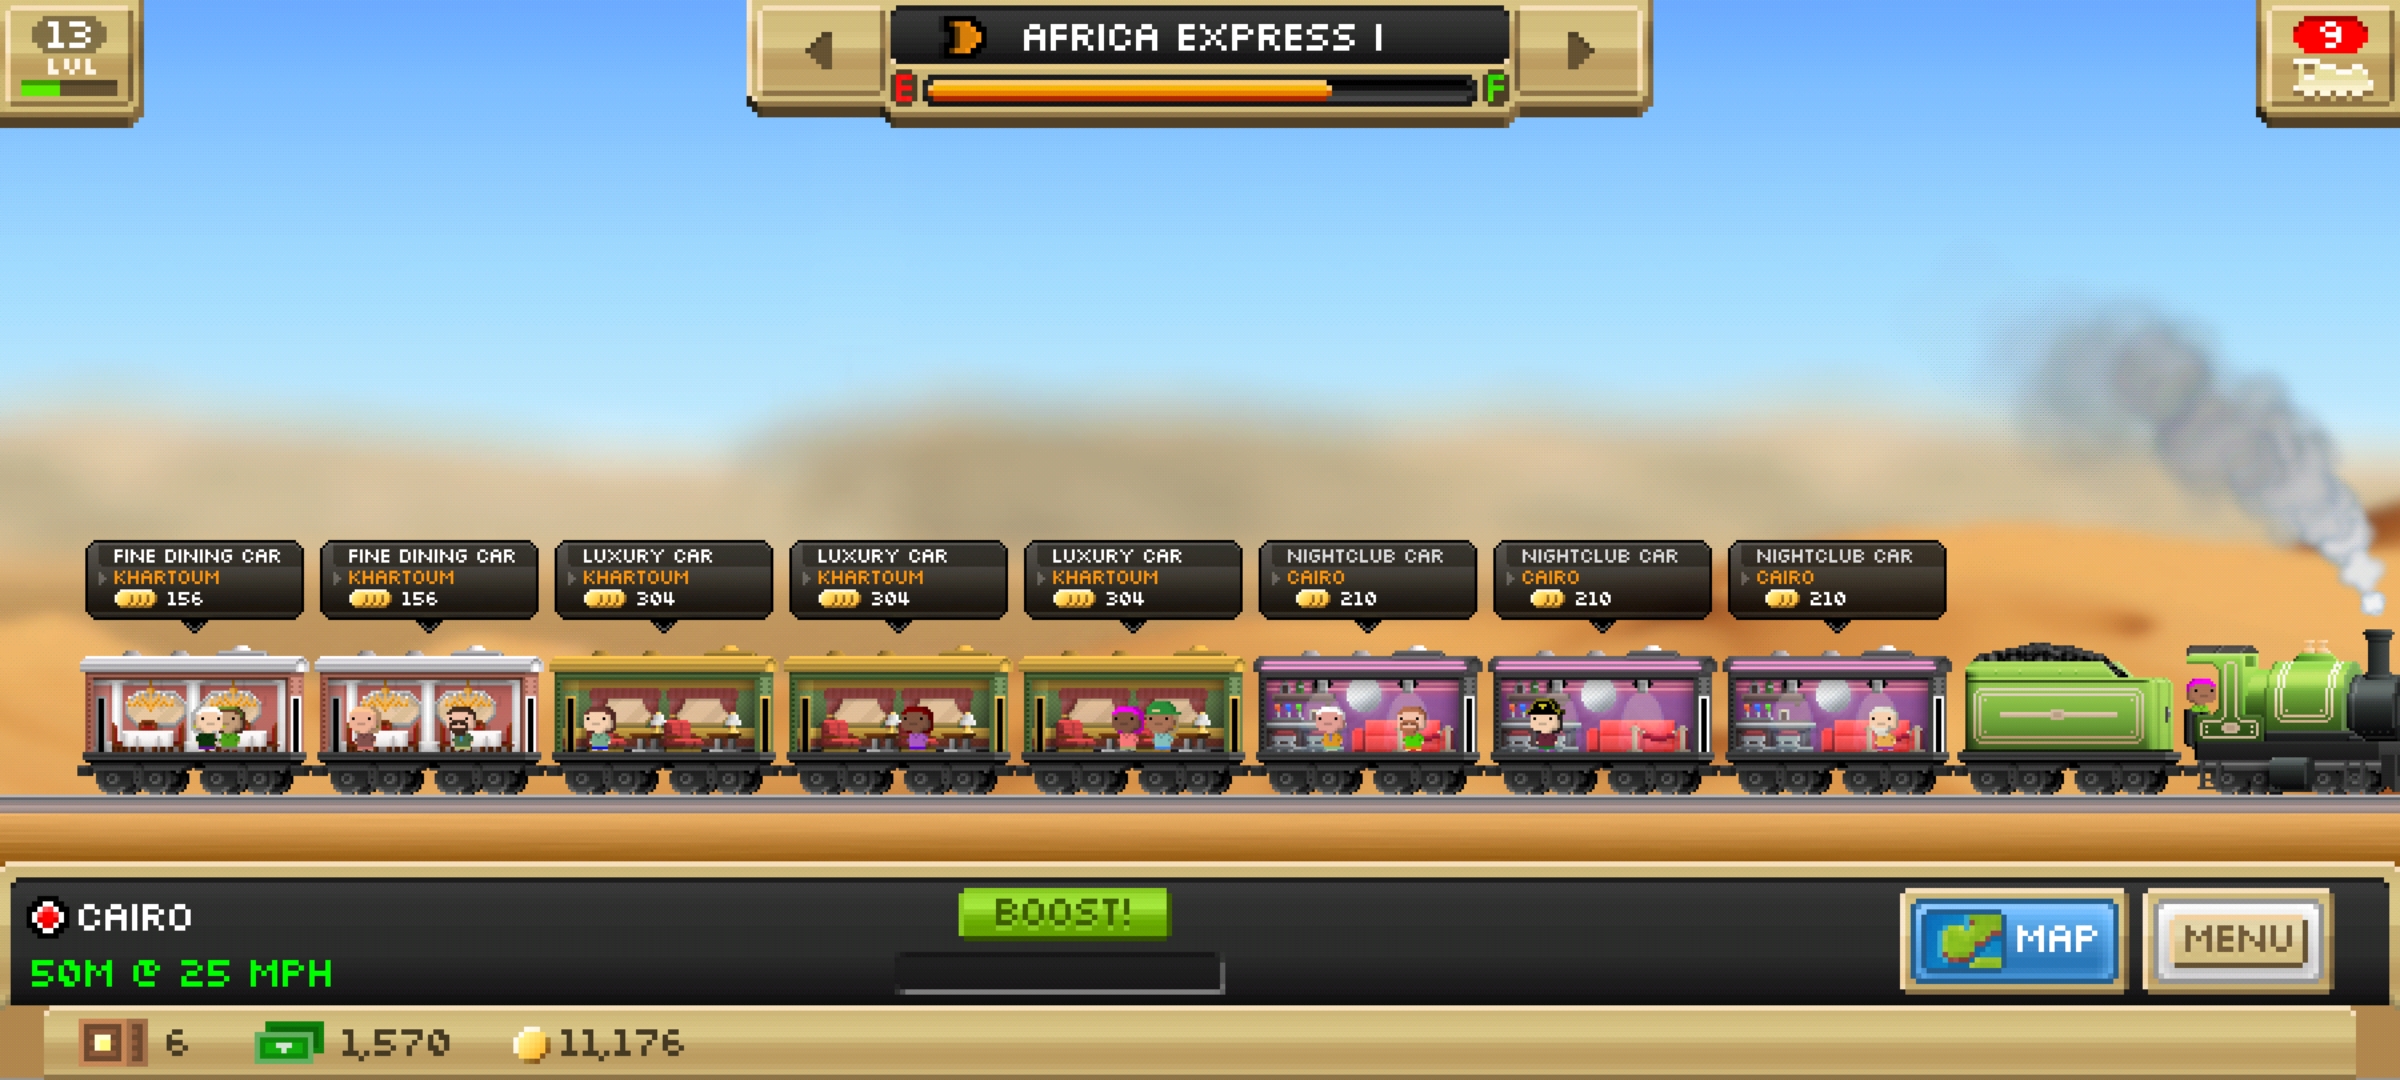 13
LVL
AFRICA EXPRESS I
E
F
9
FINE DINING CAR
KHARTOUM
156
FINE DINING CAR
KHARTOUM
156
LUXURY CAR
KHARTOUM
304
LUXURY CAR
KHARTOUM
304
LUXURY CAR
KHARTOUM
304
NIGHTCLUB CAR
CAIRO
210
NIGHTCLUB CAR
CAIRO
210
NIGHTCLUB CAR
CAIRO
210
CAIRO
50M @ 25 MPH
BOOST!
MAP
MENU
6
1,570
11,176